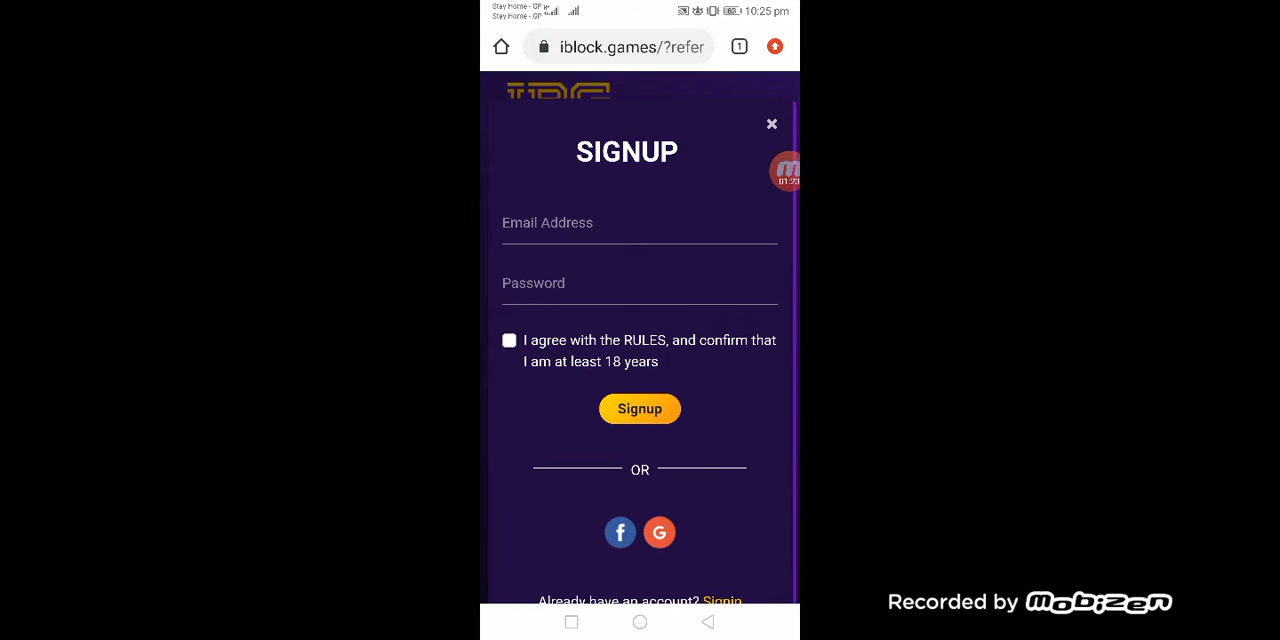 Stay Home - GP
Stay Home - GP
10:25 pm
iblock.games/?refer
1
SIGNUP
01:23
Email Address
Password
I agree with the RULES, and confirm that
I am at least 18 years
Signup
OR
f G
Already have an account? Signin
Recorded by mobizen